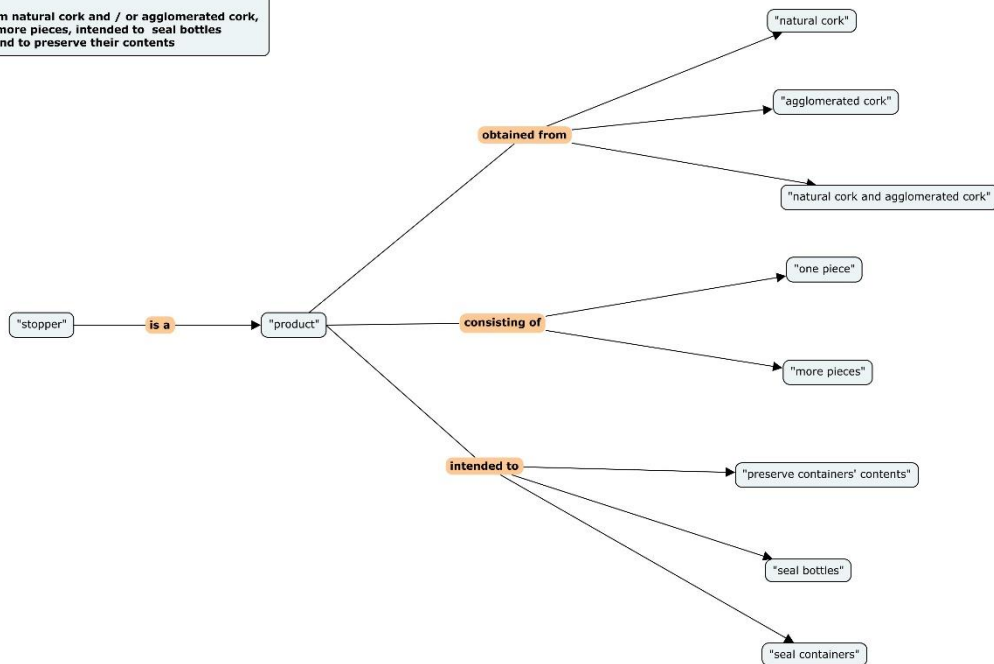 m natural cork and / or agglomerated cork,
more pieces, intended to seal bottles
nd to preserve their contents
"natural cork"
"agglomerated cork"
obtained from
"natural cork and agglomerated cork"
"one piece"
"stopper"
is a
"product"
consisting of
"more pieces"
intended to
"preserve containers' contents"
"seal bottles"
"seal containers"